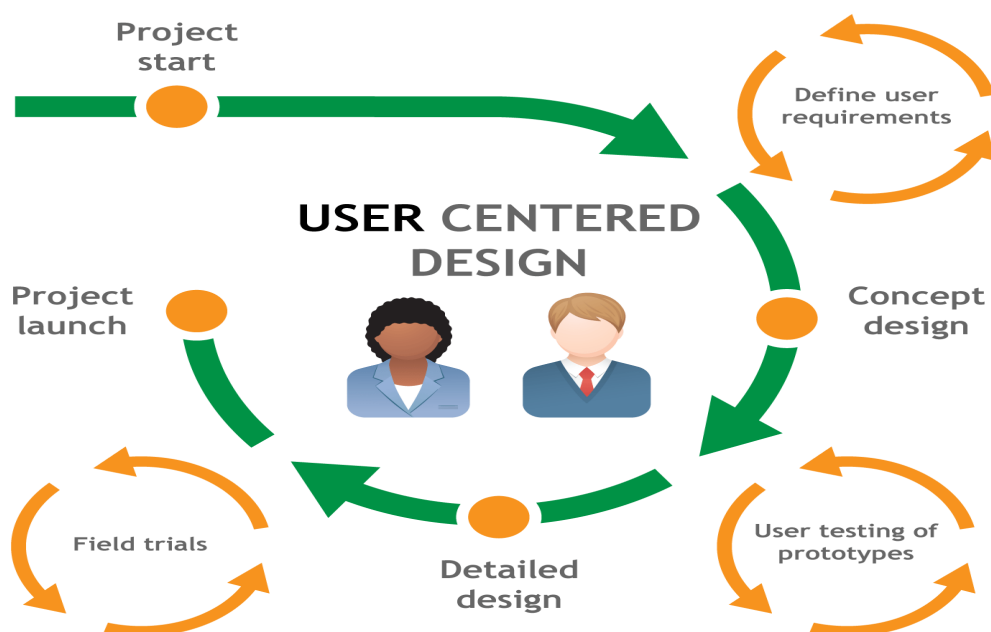 Project
start
Define user
requirements
USER CENTERED
DESIGN
Project
launch
Concept
design
Field trials
User testing of
prototypes
Detailed
design